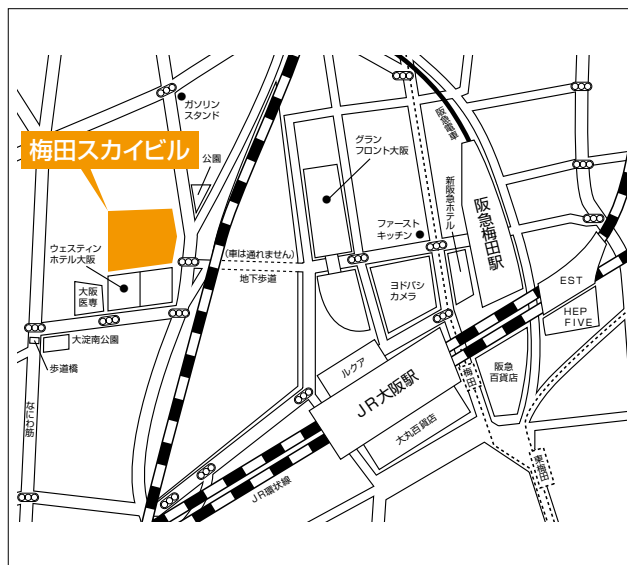 ガソリン
スタンド
梅田スカイビル
公園
グラン
フロント大阪
阪急電車
新阪急ホテル
阪急梅田駅
ファースト
キッチン
ウェスティン
ホテル大阪
(車は通れません)
地下歩道
大阪
医専
ヨドバシ
カメラ
EST
HEP
FIVE
大淀南公園
歩道橋
なにわ筋
ルクア
JR大阪駅
梅田
阪急
百貨店
大丸百貨店
東梅田
JR環状線